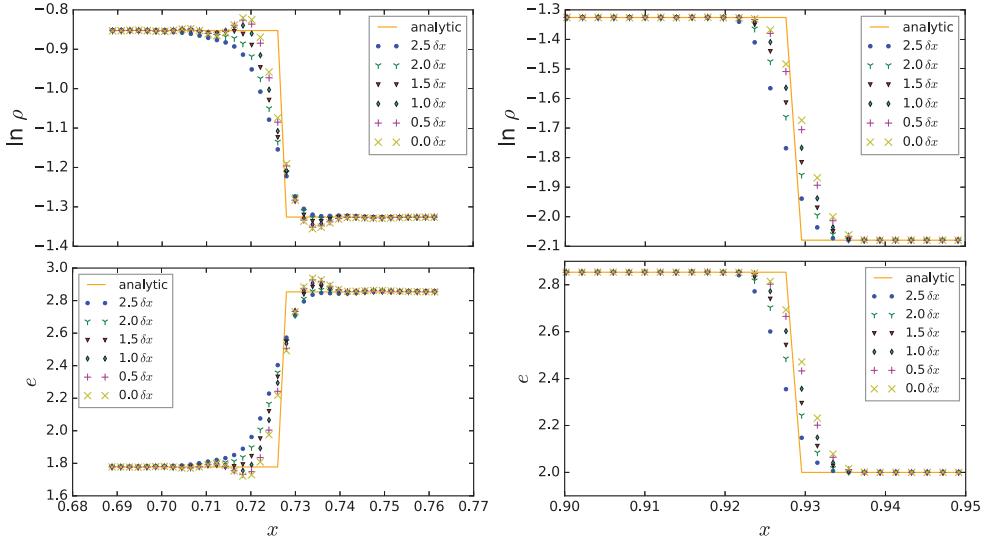 −0.8
−0.9
−1.0
−1.1
−1.2
−1.3
−1.4
ln ρ
analytic
2.5 δx
2.0 δx
1.5 δx
1.0 δx
0.5 δx
0.0 δx
−1.3
−1.4
−1.5
−1.6
−1.7
−1.8
−1.9
−2.0
−2.1
ln ρ
analytic
2.5 δx
2.0 δx
1.5 δx
1.0 δx
0.5 δx
0.0 δx
3.0
2.8
2.6
2.4
2.2
2.0
1.8
1.6
e
analytic
2.5 δx
2.0 δx
1.5 δx
1.0 δx
0.5 δx
0.0 δx
0.68 0.69 0.70 0.71 0.72 0.73 0.74 0.75 0.76 0.77
x
2.8
2.6
2.4
2.2
2.0
e
analytic
2.5 δx
2.0 δx
1.5 δx
1.0 δx
0.5 δx
0.0 δx
0.90 0.91 0.92 0.93 0.94 0.95
x